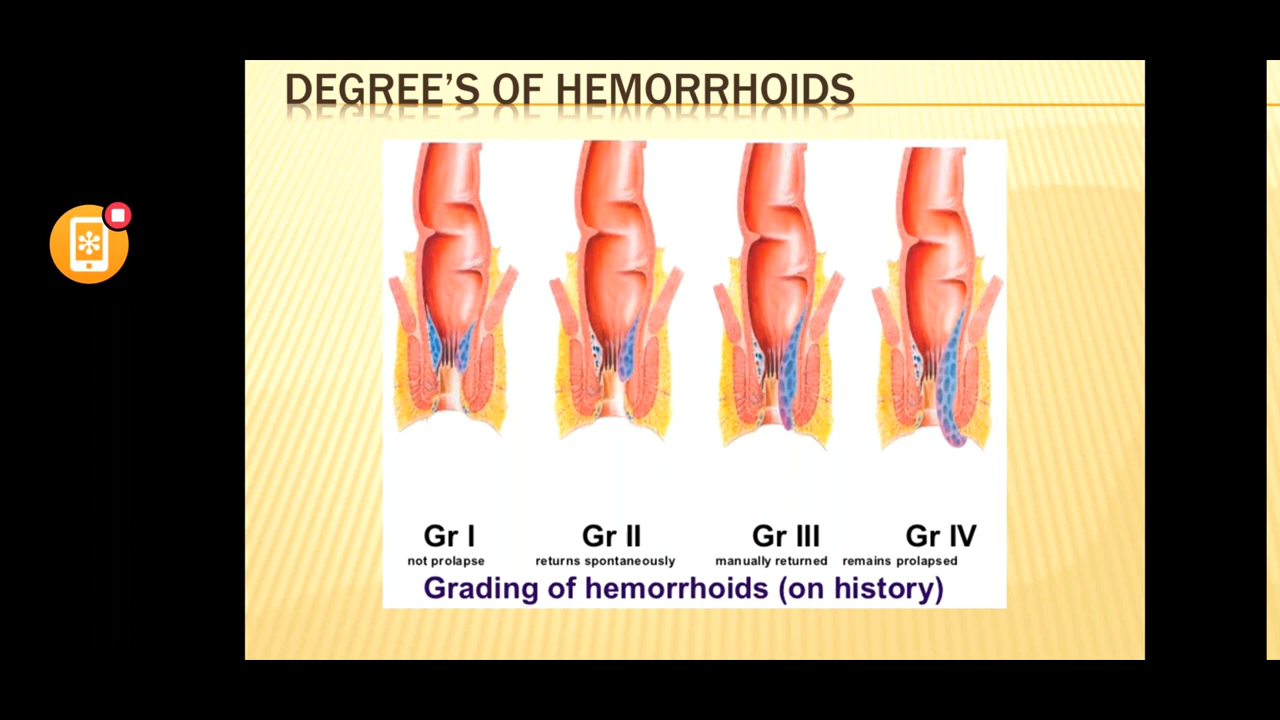 DEGREE'S OF HEMORRHOIDS
Gr I Gr II Gr III Gr IV
not prolapse returns spontaneously manually returned remains prolapsed
Grading of hemorrhoids (on history)